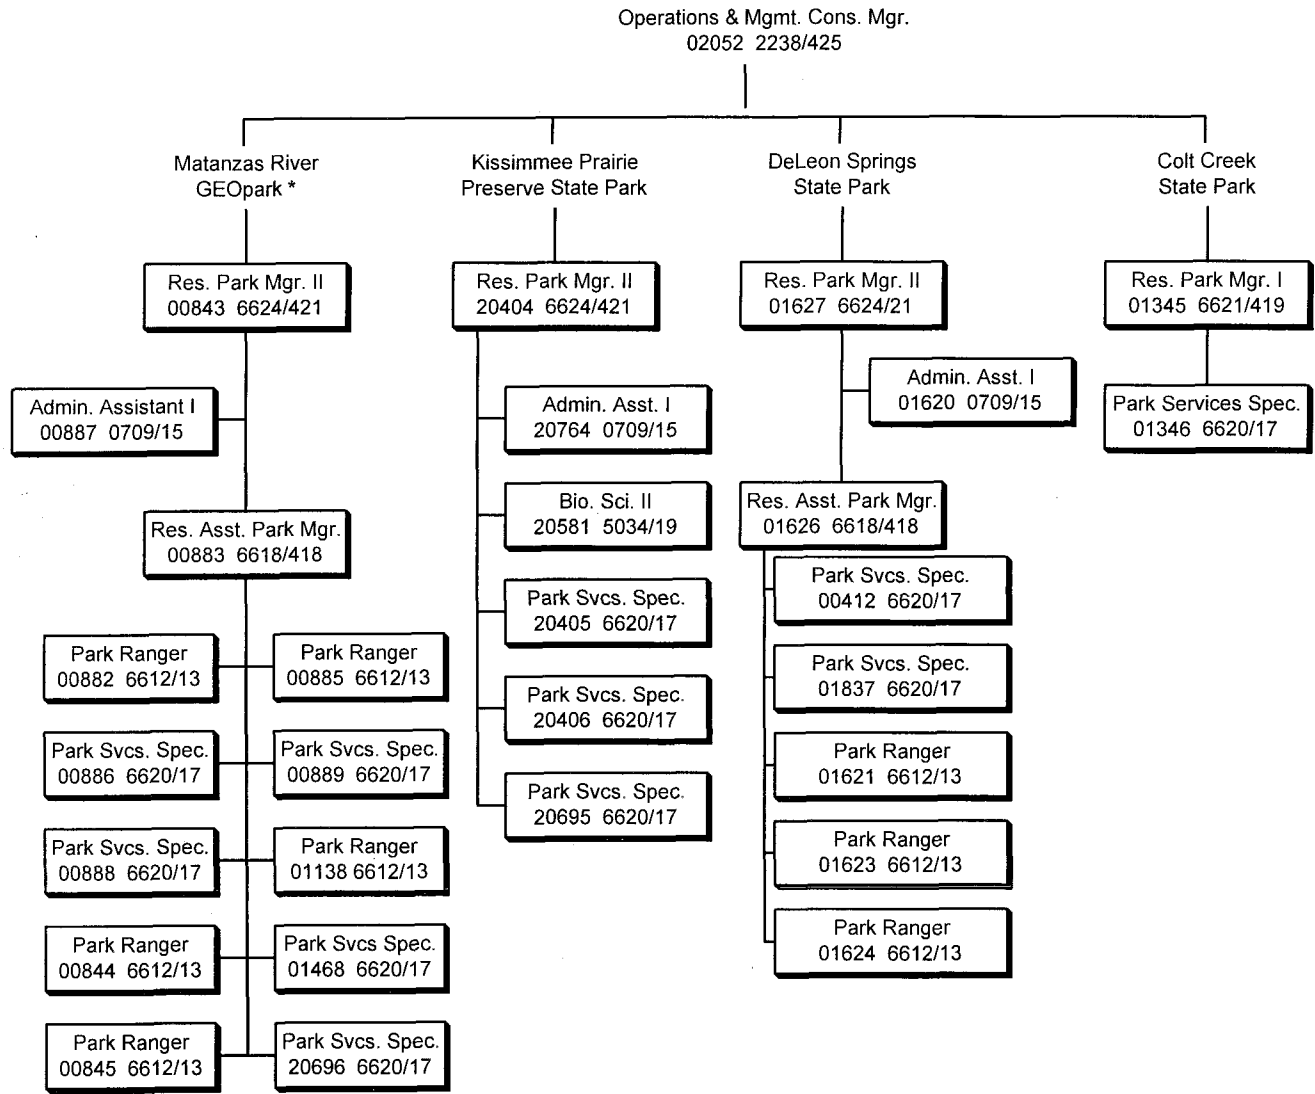 Operations & Mgmt. Cons. Mgr.
02052 2238/425
Matanzas River
GEOpark *
Kissimmee Prairie
Preserve State Park
DeLeon Springs
State Park
Colt Creek
State Park
Res. Park Mgr. II
00843 6624/421
Res. Park Mgr. II
20404 6624/421
Res. Park Mgr. II
01627 6624/21
Res. Park Mgr. I
01345 6621/419
Admin. Assistant I
00887 0709/15
Admin. Asst. I
20764 0709/15
Admin. Asst. I
01620 0709/15
Park Services Spec.
01346 6620/17
Res. Asst. Park Mgr.
00883 6618/418
Bio. Sci. II
20581 5034/19
Res. Asst. Park Mgr.
01626 6618/418
Park Svcs. Spec.
20405 6620/17
Park Svcs. Spec.
00412 6620/17
Park Ranger
00882 6612/13
Park Ranger
00885 6612/13
Park Svcs. Spec.
20406 6620/17
Park Svcs. Spec.
01837 6620/17
Park Svcs. Spec.
00886 6620/17
Park Svcs. Spec.
00889 6620/17
Park Svcs. Spec.
20695 6620/17
Park Ranger
01621 6612/13
Park Svcs. Spec.
00888 6620/17
Park Ranger
01138 6612/13
Park Ranger
01623 6612/13
Park Ranger
00844 6612/13
Park Svcs Spec.
01468 6620/17
Park Ranger
01624 6612/13
Park Ranger
00845 6612/13
Park Svcs. Spec.
20696 6620/17